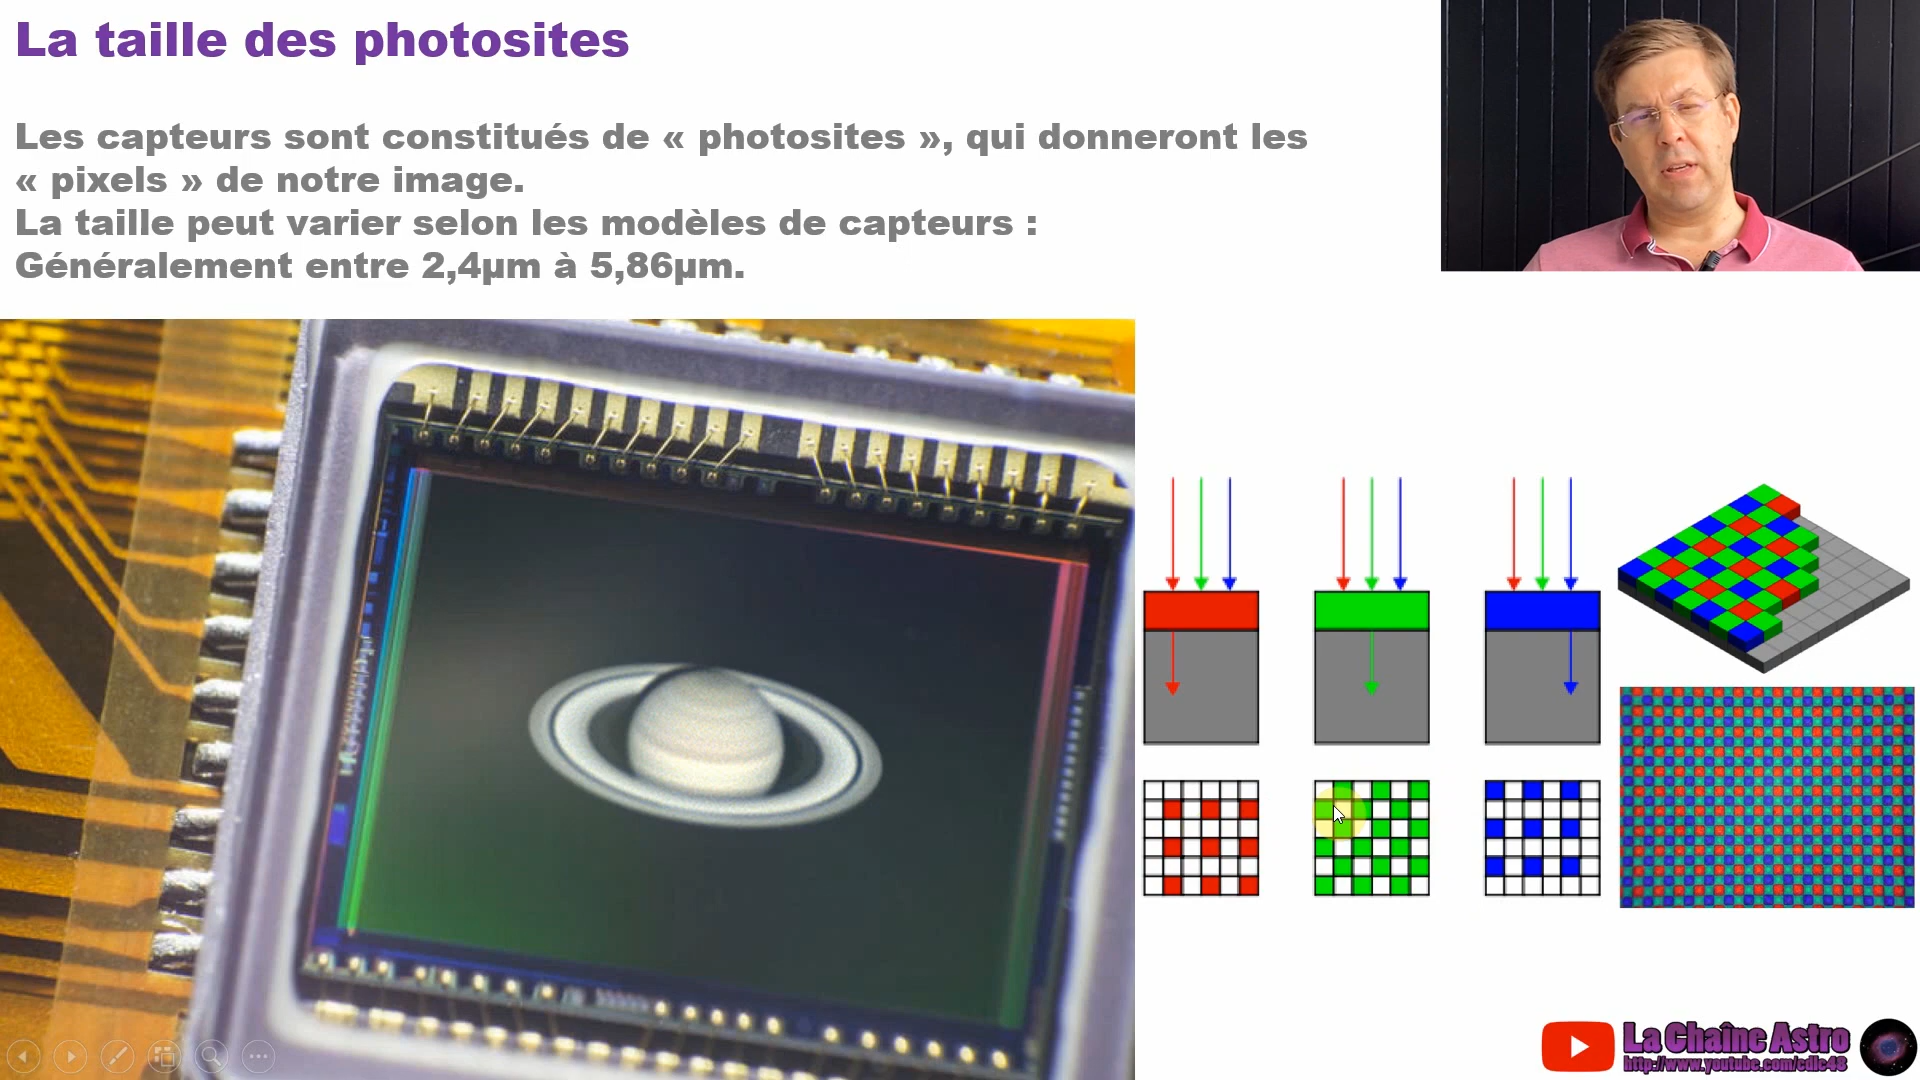 La taille des photosites
Les capteurs sont constitués de « photosites », qui donneront les
« pixels » de notre image.
La taille peut varier selon les modèles de capteurs :
Généralement entre 2,4µm à 5,86µm.
La Chaîne Astro
http://www.youtube.com/cdlc48